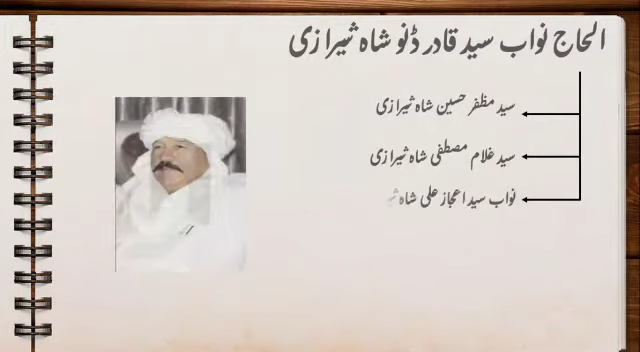 الحاج نواب سید قادر ڈنو شاہ شیرازی
سید مظفر حسین شاہ شیرازی
سید غلام مصطفی شاہ شیرازی
نواب سید اعجاز علی شاہ